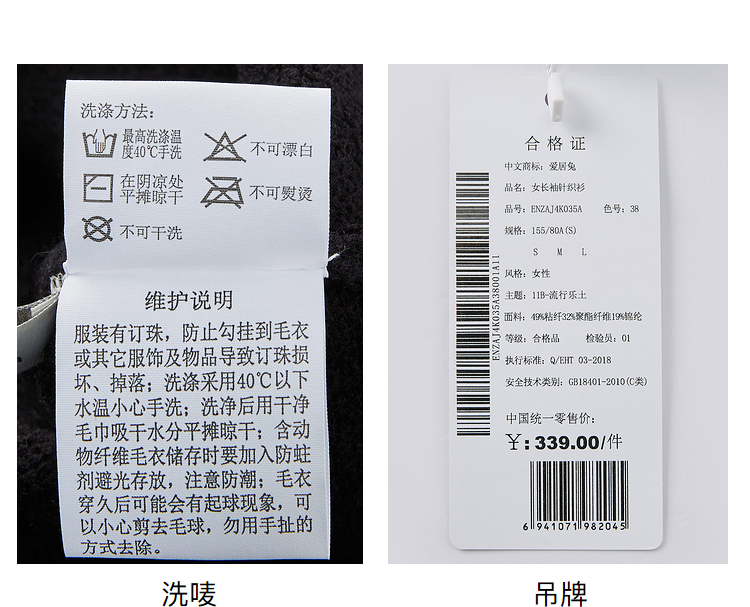 洗涤方法：
最高洗涤温
度40℃手洗
不可漂白
在阴凉处
平摊晾干
不可熨烫
不可干洗
维护说明
服装有订珠，防止勾挂到毛衣
或其它服饰及物品导致订珠损
坏、掉落；洗涤采用40℃以下
水温小心手洗；洗净后用干净
毛巾吸干水分平摊晾干；含动
物纤维毛衣储存时要加入防蛀
剂避光存放，注意防潮；毛衣
穿久后可能会有起球现象，可
以小心剪去毛球，勿用手扯的
方式去除。
洗唛
合格证
中文商标：爱居兔
品名：女长袖针织衫
品号：ENZAJ4K035A 色号：38
规格：155/80A(S)
S M L
风格：女性
主题：11B-流行乐土
面料：49%粘纤32%聚酯纤维19%锦纶
等级：合格品 检验员：01
执行标准：Q/EHT 03-2018
安全技术类别：GB18401-2010(C类)
ENZAJ4K035A38001A11
中国统一零售价：
¥:339.00/件
6 941071 982045
吊牌